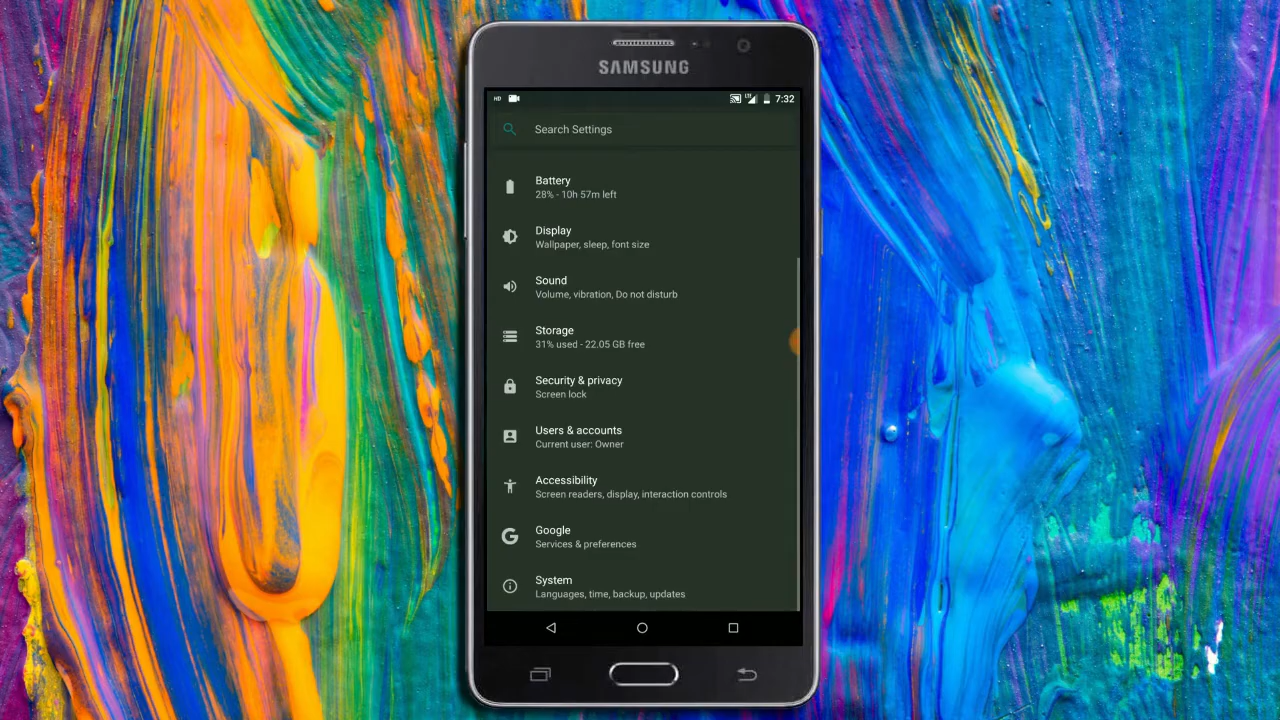 SAMSUNG
HD LTE 7:32
Search Settings
Battery
28% - 10h 57m left
Display
Wallpaper, sleep, font size
Sound
Volume, vibration, Do not disturb
Storage
31% used - 22.05 GB free
Security & privacy
Screen lock
Users & accounts
Current user: Owner
Accessibility
Screen readers, display, interaction controls
Google
Services & preferences
System
Languages, time, backup, updates